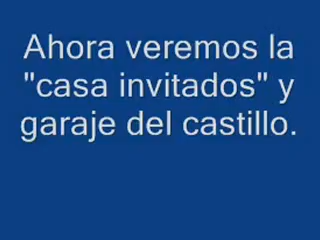 Ahora veremos la
"casa invitados" y
garaje del castillo.